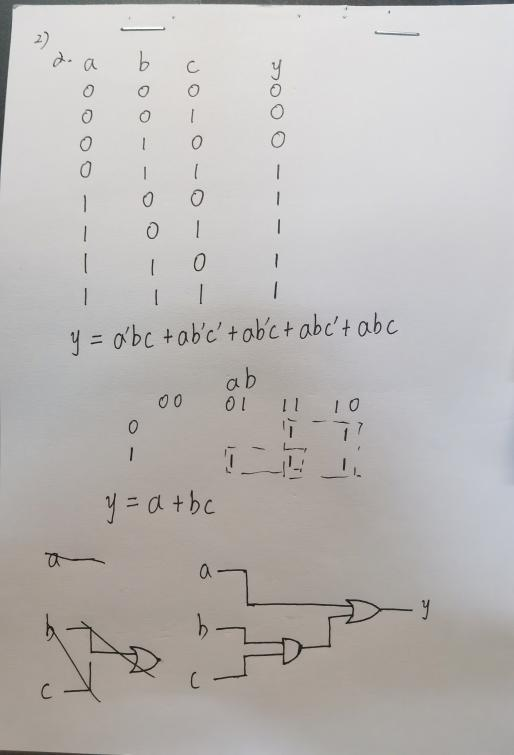 2)
2. a b c y
0 0 0 0
0 0 1 0
0 1 0 0
0 1 1 1
1 0 0 1
1 0 1 1
1 1 0 1
1 1 1 1
y = a'bc + ab'c' + ab'c + abc' + abc
ab
00 01 11 10
0 1 1
1 1 1 1
y = a + bc
a
a
y
b
b
c
c